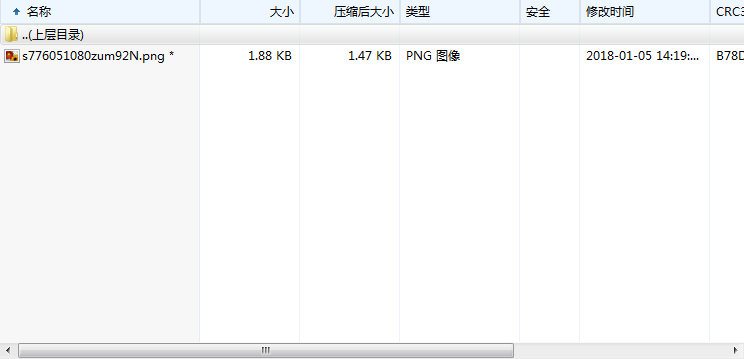 名称 大小 压缩后大小 类型 安全 修改时间 CRC3
..(上层目录)
s776051080zum92N.png * 1.88 KB 1.47 KB PNG 图像 2018-01-05 14:19:... B78D